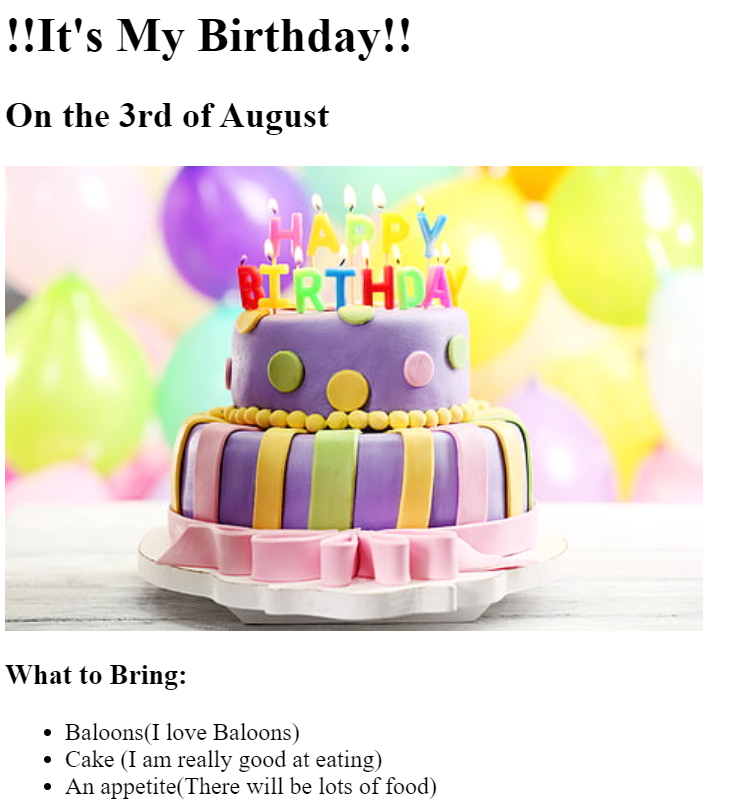 !!It's My Birthday!!
On the 3rd of August
HAPPY
BIRTHDAY
What to Bring:
Baloons(I love Baloons)
Cake (I am really good at eating)
An appetite(There will be lots of food)